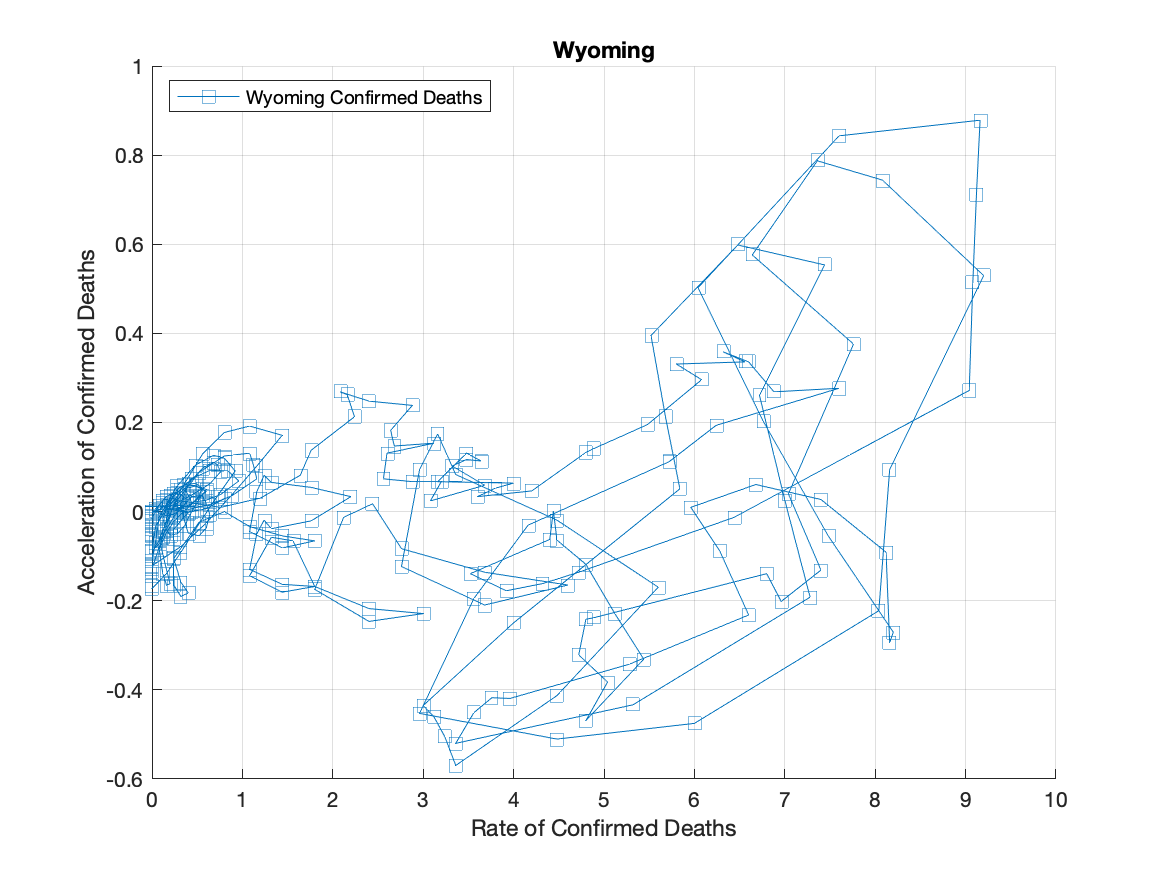 Wyoming
Wyoming Confirmed Deaths
1
0.8
0.6
0.4
0.2
0
-0.2
-0.4
-0.6
Acceleration of Confirmed Deaths
0 1 2 3 4 5 6 7 8 9 10
Rate of Confirmed Deaths